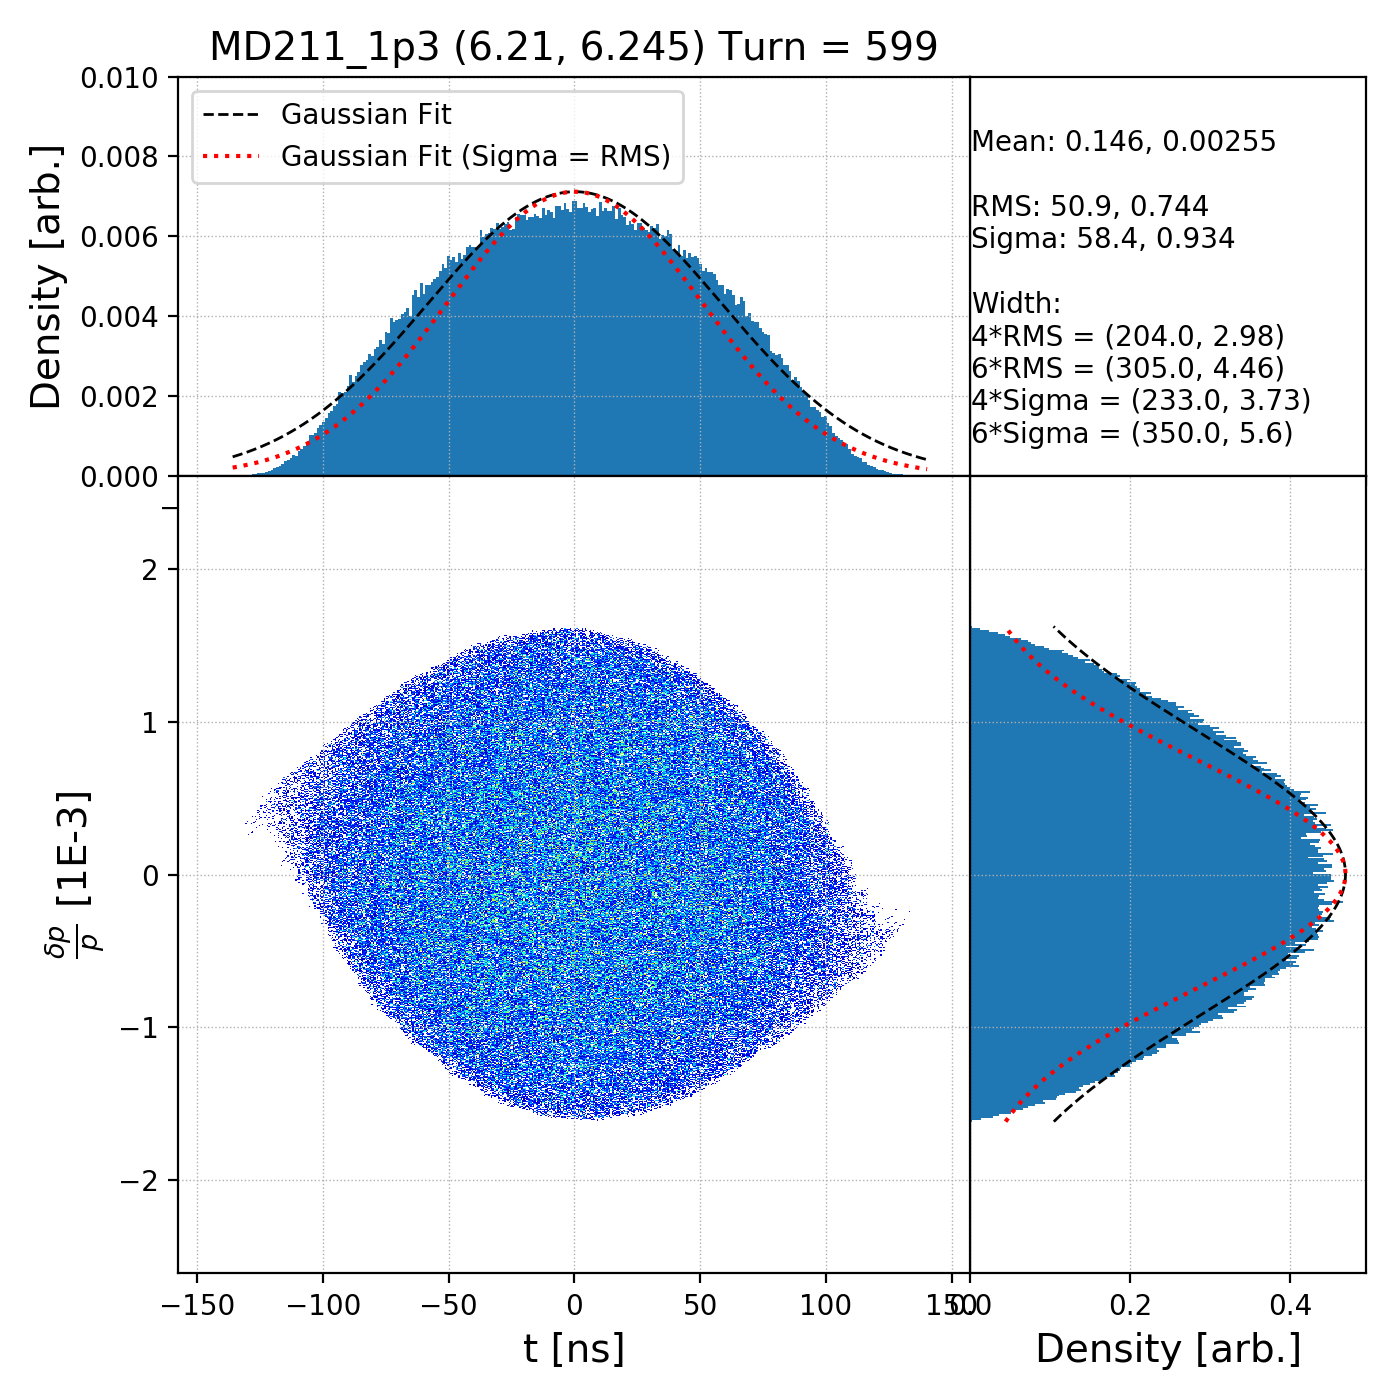 MD211_1p3 (6.21, 6.245) Turn = 599
0.010
0.008
0.006
0.004
0.002
0.000
Density [arb.]
Gaussian Fit
Gaussian Fit (Sigma = RMS)
Mean: 0.146, 0.00255
RMS: 50.9, 0.744
Sigma: 58.4, 0.934
Width:
4*RMS = (204.0, 2.98)
6*RMS = (305.0, 4.46)
4*Sigma = (233.0, 3.73)
6*Sigma = (350.0, 5.6)
2
1
0
−1
−2
δp/p [1E-3]
−150 −100 −50 0 50 100 150
t [ns]
0.0 0.2 0.4
Density [arb.]